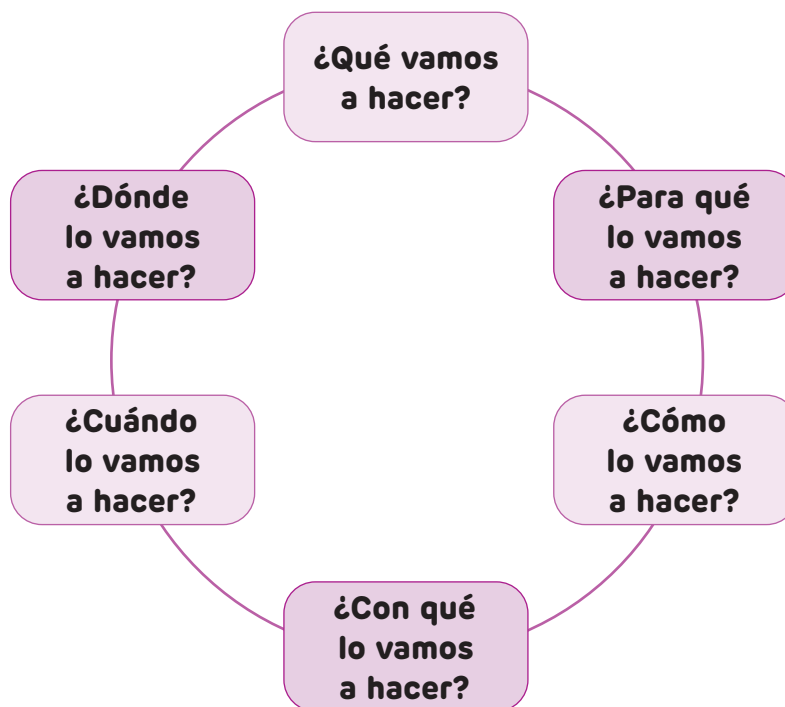 ¿Qué vamos
a hacer?
¿Para qué
lo vamos
a hacer?
¿Cómo
lo vamos
a hacer?
¿Con qué
lo vamos
a hacer?
¿Cuándo
lo vamos
a hacer?
¿Dónde
lo vamos
a hacer?